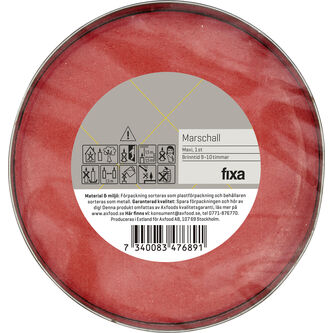 Marschall
Maxi, 1 st
Brinntid 8-10 timmar
fixa
Material & miljö: Förpackning sorteras som plastförpackning och behållaren
sorteras som metall. Garanterad kvalitet: Spara förpackningen och hör av
dig! Denna produkt omfattas av Axfoods kvalitetsgaranti, läs mer på
www.axfood.se Här finns vi: konsument@axfood.se, tel 0771-876770.
Produceras i Estland för Axfood AB, 107 69 Stockholm.
7 340083 476891